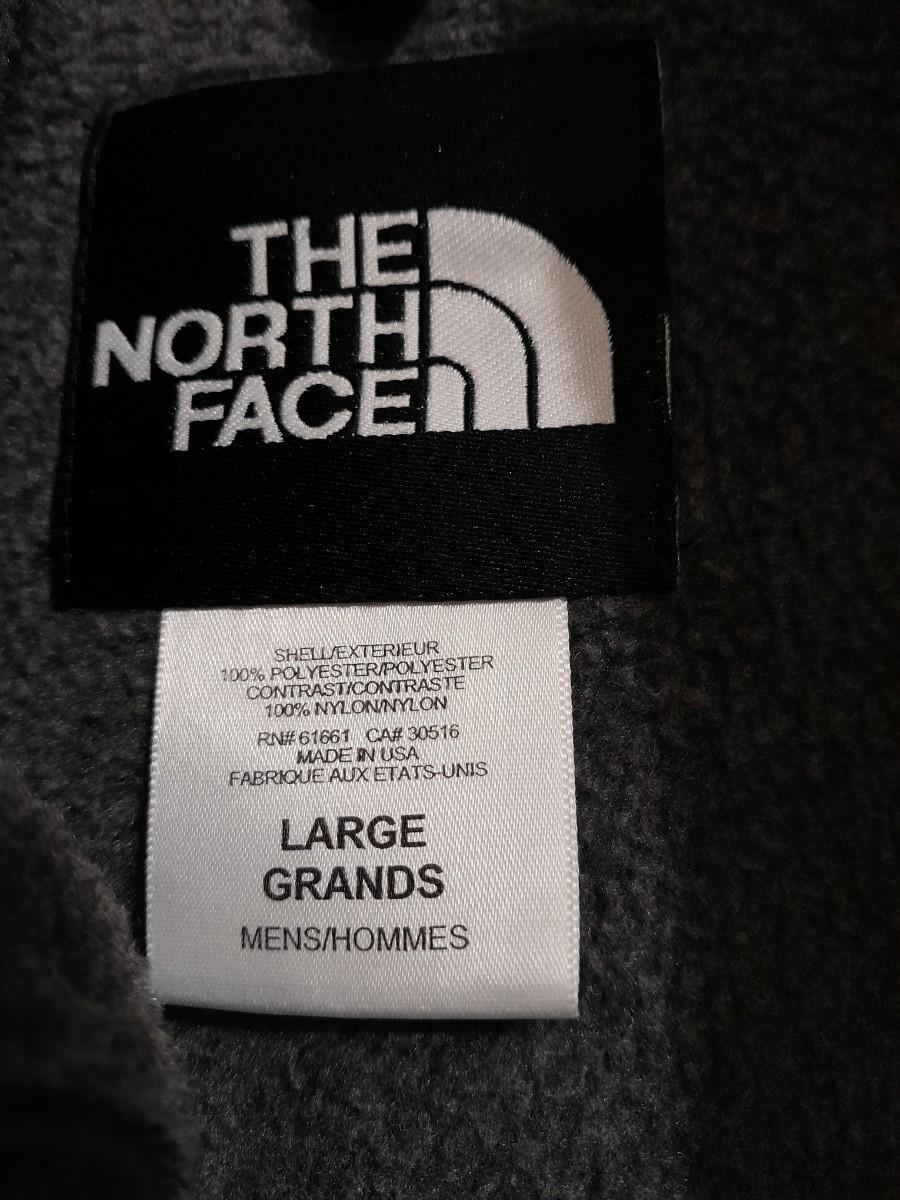 THE
NORTH
FACE
SHELL/EXTERIEUR
100% POLYESTER/POLYESTER
CONTRAST/CONTRASTE
100% NYLON/NYLON
RN# 61661 CA# 30516
MADE IN USA
FABRIQUE AUX ETATS-UNIS
LARGE
GRANDS
MENS/HOMMES